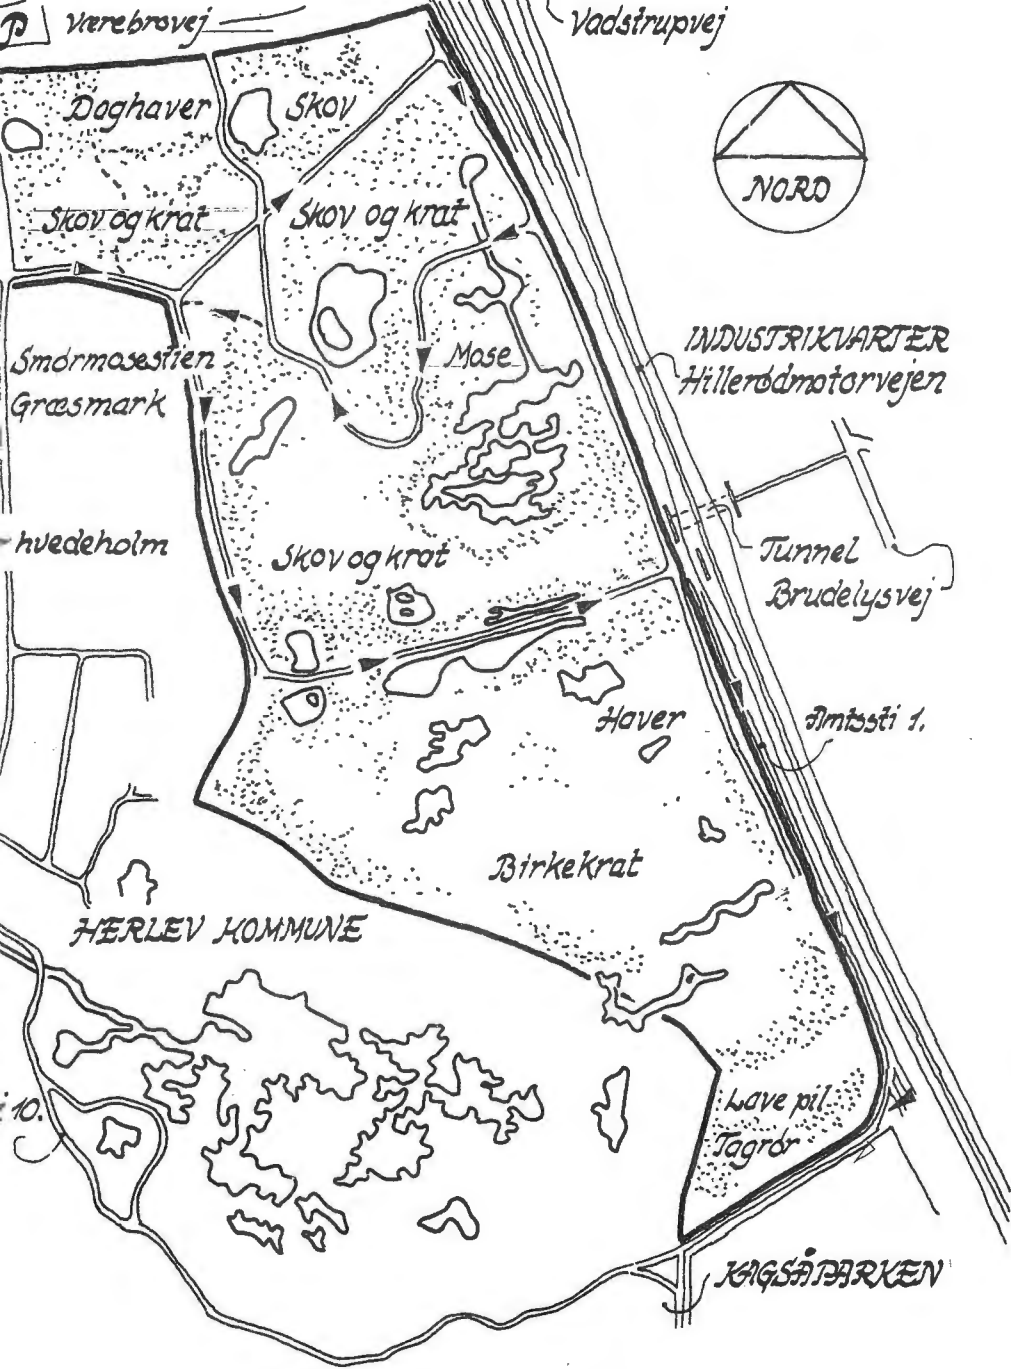 P
Værebrovej
Vadstrupvej
Daghaver
Skov
NORD
Skov og krat
Skov og krat
INDUSTRIKVARTER
Hillerødmotorvejen
Smørmosestien
Græsmark
Mose
hvedeholm
Skov og krat
Tunnel
Brudelysvej
Haver
Amtssti 1.
Birkekrat
HERLEV KOMMUNE
10.
Lave pil
Tagrør
KAGSÅPARKEN